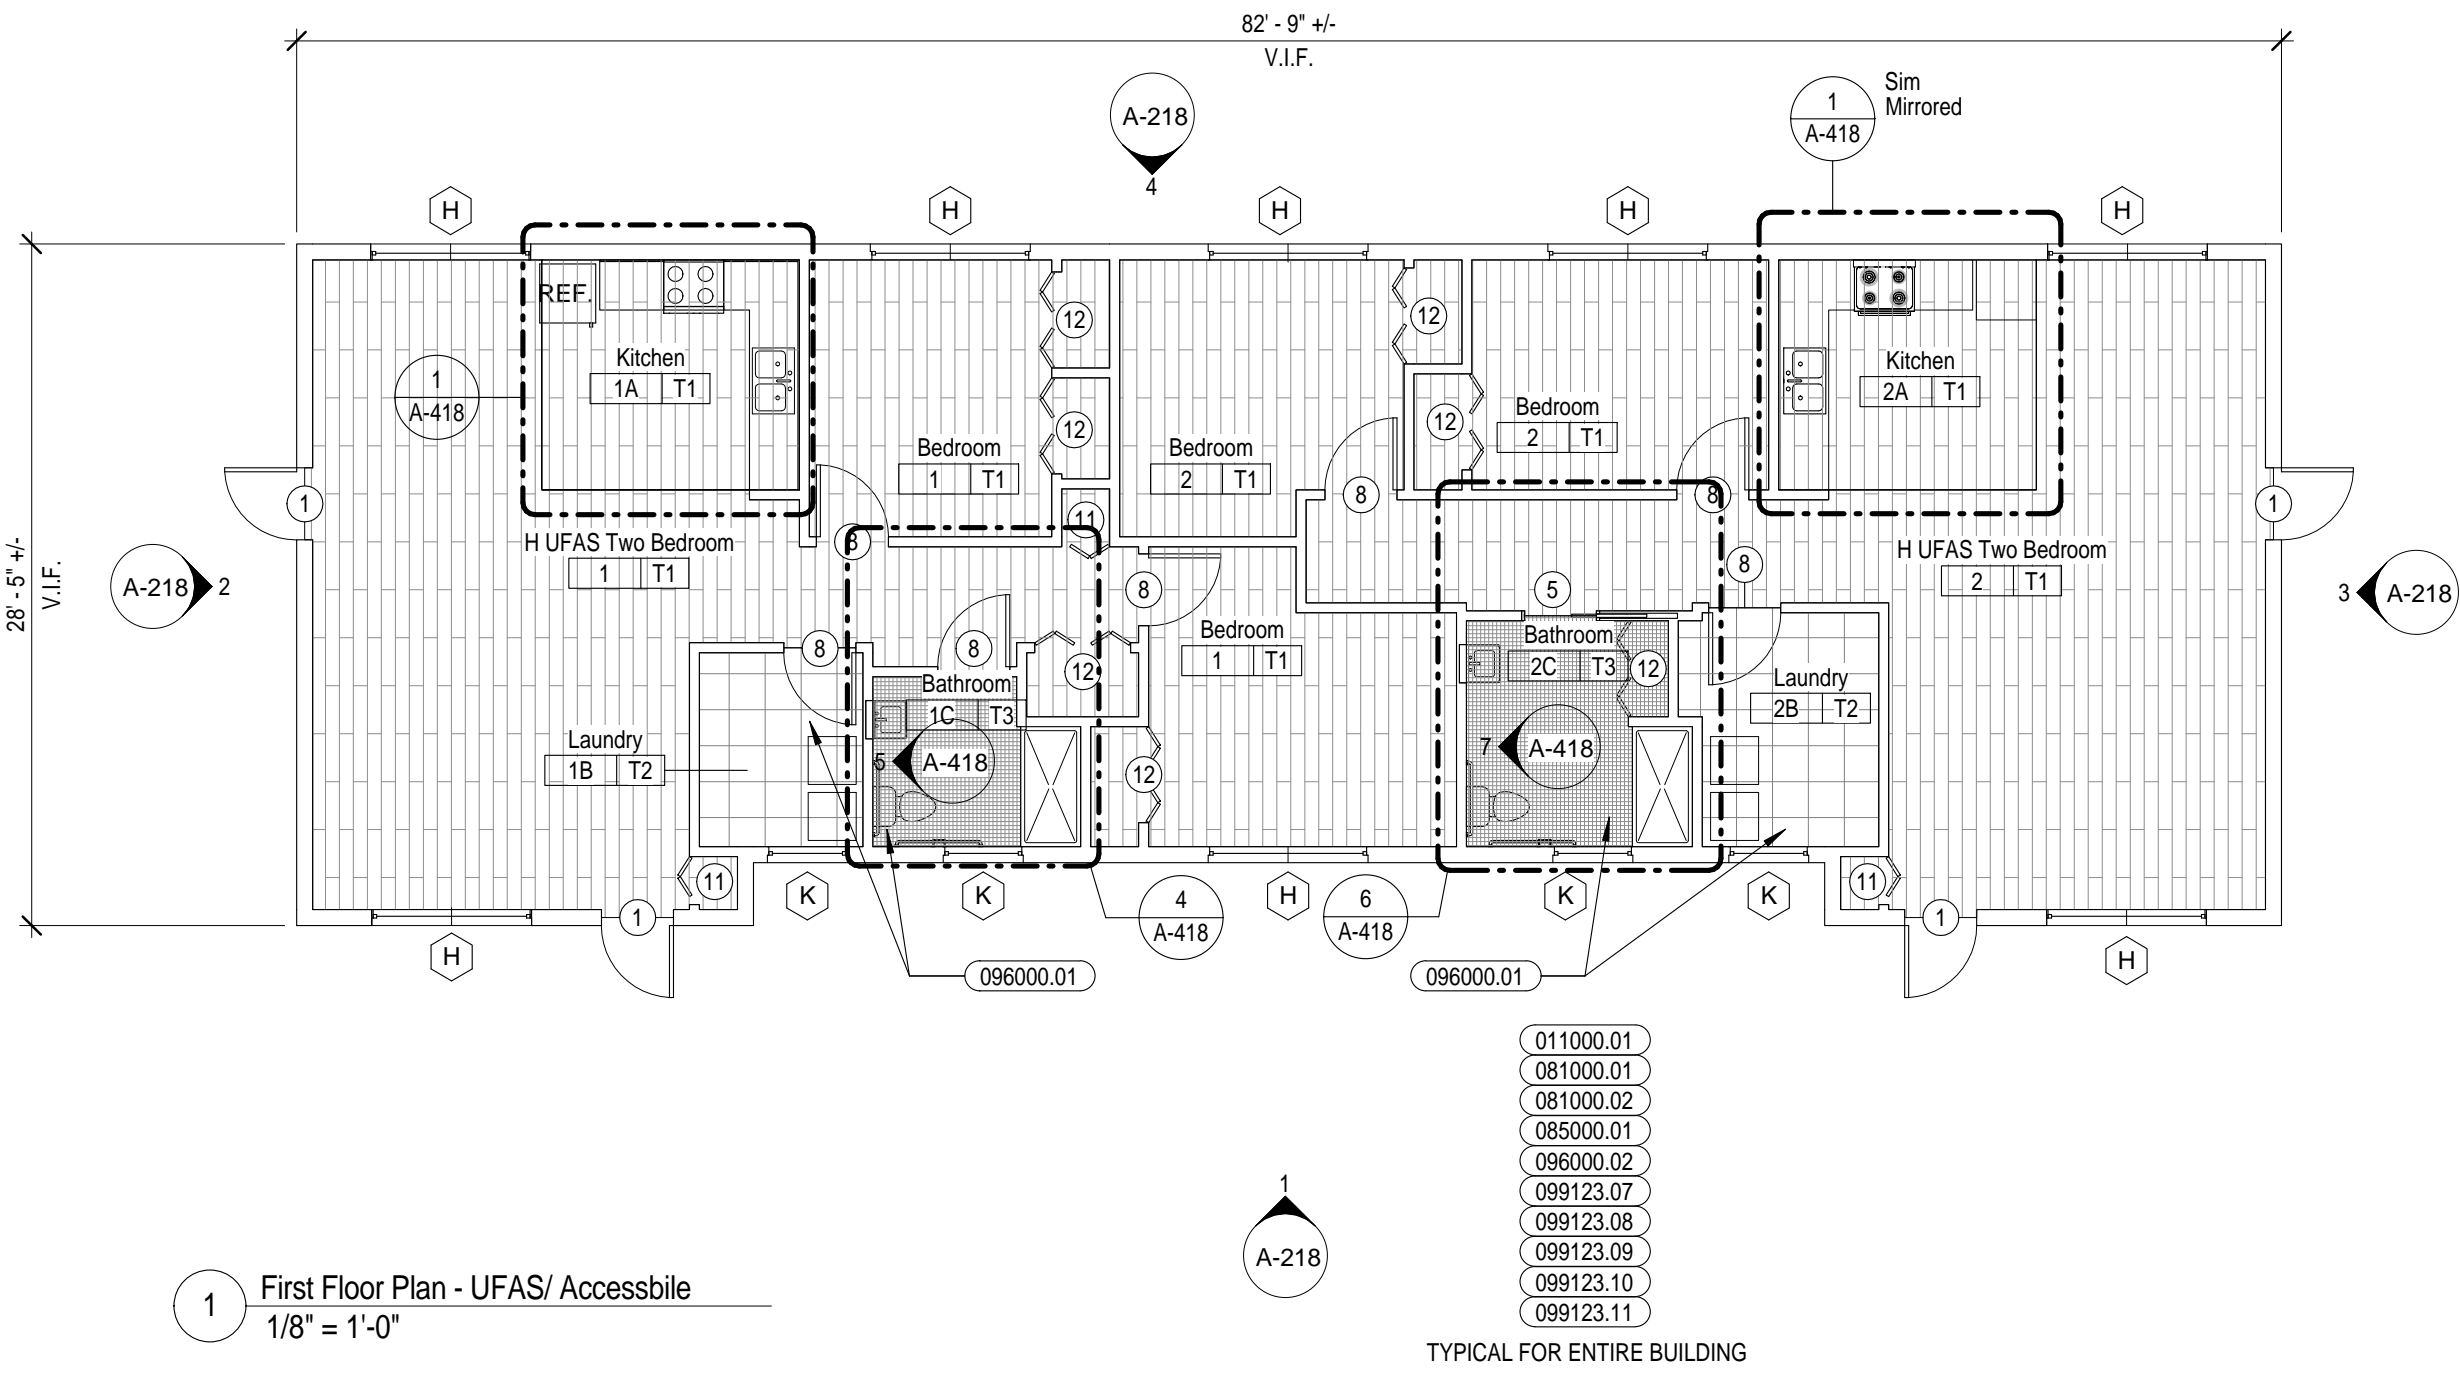 82' - 9" +/-
V.I.F.
A-218
4
1
A-418
Sim
Mirrored
H
H
H
H
H
28' - 5" +/-
V.I.F.
REF.
Kitchen
1A T1
1
A-418
12
12
12
12
Bedroom
1 T1
Bedroom
2 T1
Bedroom
2 T1
Kitchen
2A T1
1
8
11
8
8
1
H UFAS Two Bedroom
1 T1
H UFAS Two Bedroom
2 T1
A-218
2
3
A-218
8
5
8
8
8
12
Bedroom
1 T1
Bathroom
1C T3
Bathroom
2C T3
12
Laundry
2B T2
Laundry
1B T2
5
A-418
12
7
A-418
11
11
1
1
K
K
H
K
K
4
A-418
6
A-418
H
H
096000.01
096000.01
011000.01
081000.01
081000.02
085000.01
096000.02
099123.07
099123.08
099123.09
099123.10
099123.11
TYPICAL FOR ENTIRE BUILDING
1
A-218
1
First Floor Plan - UFAS/ Accessbile
1/8" = 1'-0"